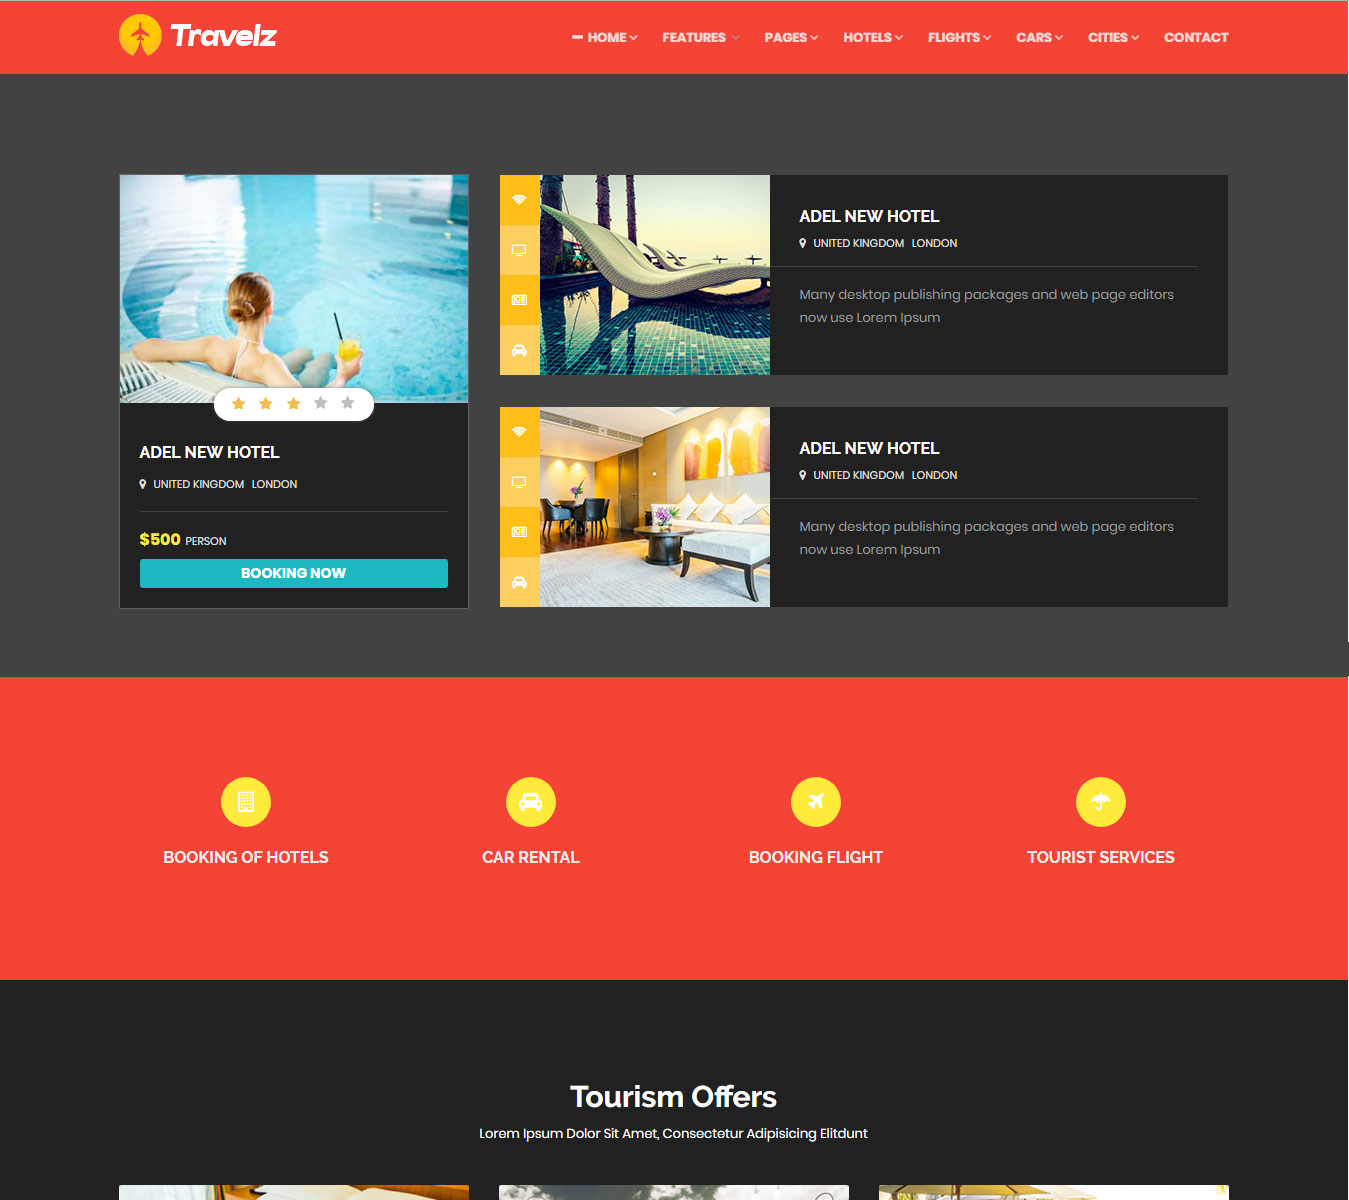 Travelz
HOME FEATURES PAGES HOTELS FLIGHTS CARS CITIES CONTACT
ADEL NEW HOTEL
UNITED KINGDOM LONDON
$500 PERSON
BOOKING NOW
ADEL NEW HOTEL
UNITED KINGDOM LONDON
Many desktop publishing packages and web page editors
now use Lorem Ipsum
ADEL NEW HOTEL
UNITED KINGDOM LONDON
Many desktop publishing packages and web page editors
now use Lorem Ipsum
BOOKING OF HOTELS
CAR RENTAL
BOOKING FLIGHT
TOURIST SERVICES
Tourism Offers
Lorem Ipsum Dolor Sit Amet, Consectetur Adipisicing Elitdunt